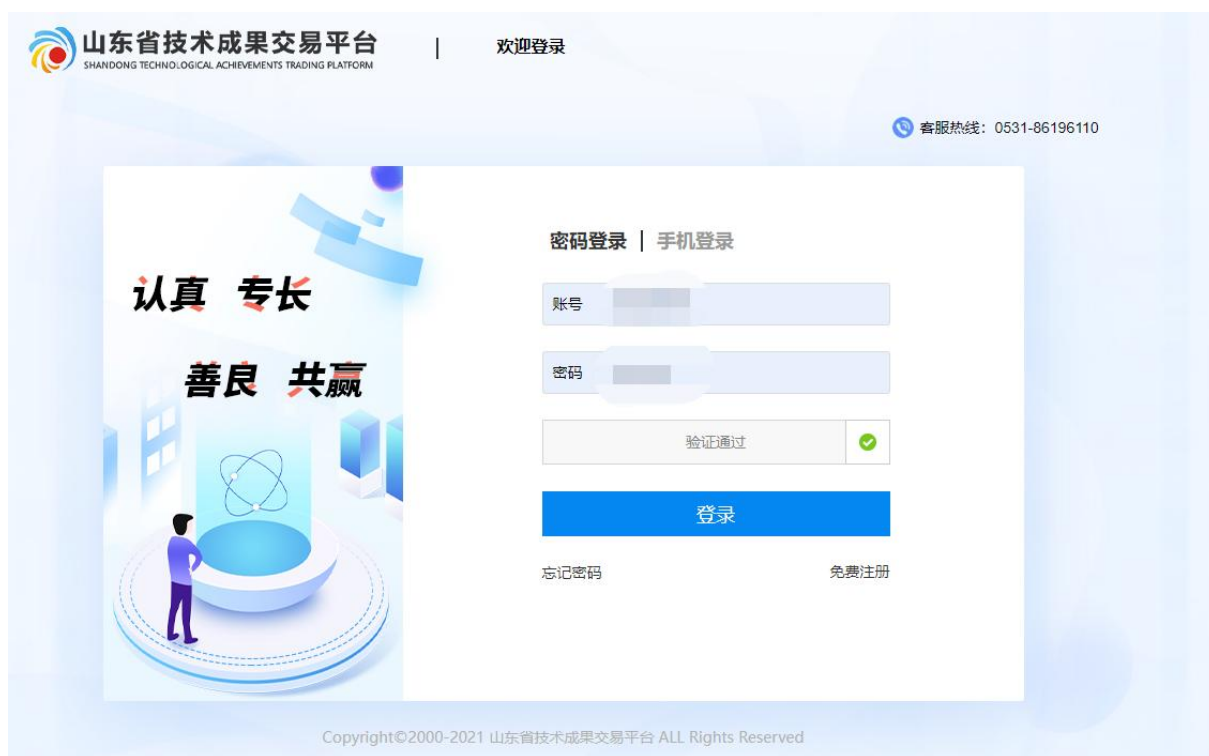 山东省技术成果交易平台 | 欢迎登录
SHANDONG TECHNOLOGICAL ACHIEVEMENTS TRADING PLATFORM
客服热线：0531-86196110
认真 专长
善良 共赢
密码登录 | 手机登录
账号
密码
验证通过
登录
忘记密码 免费注册
Copyright©2000-2021 山东省技术成果交易平台 ALL Rights Reserved